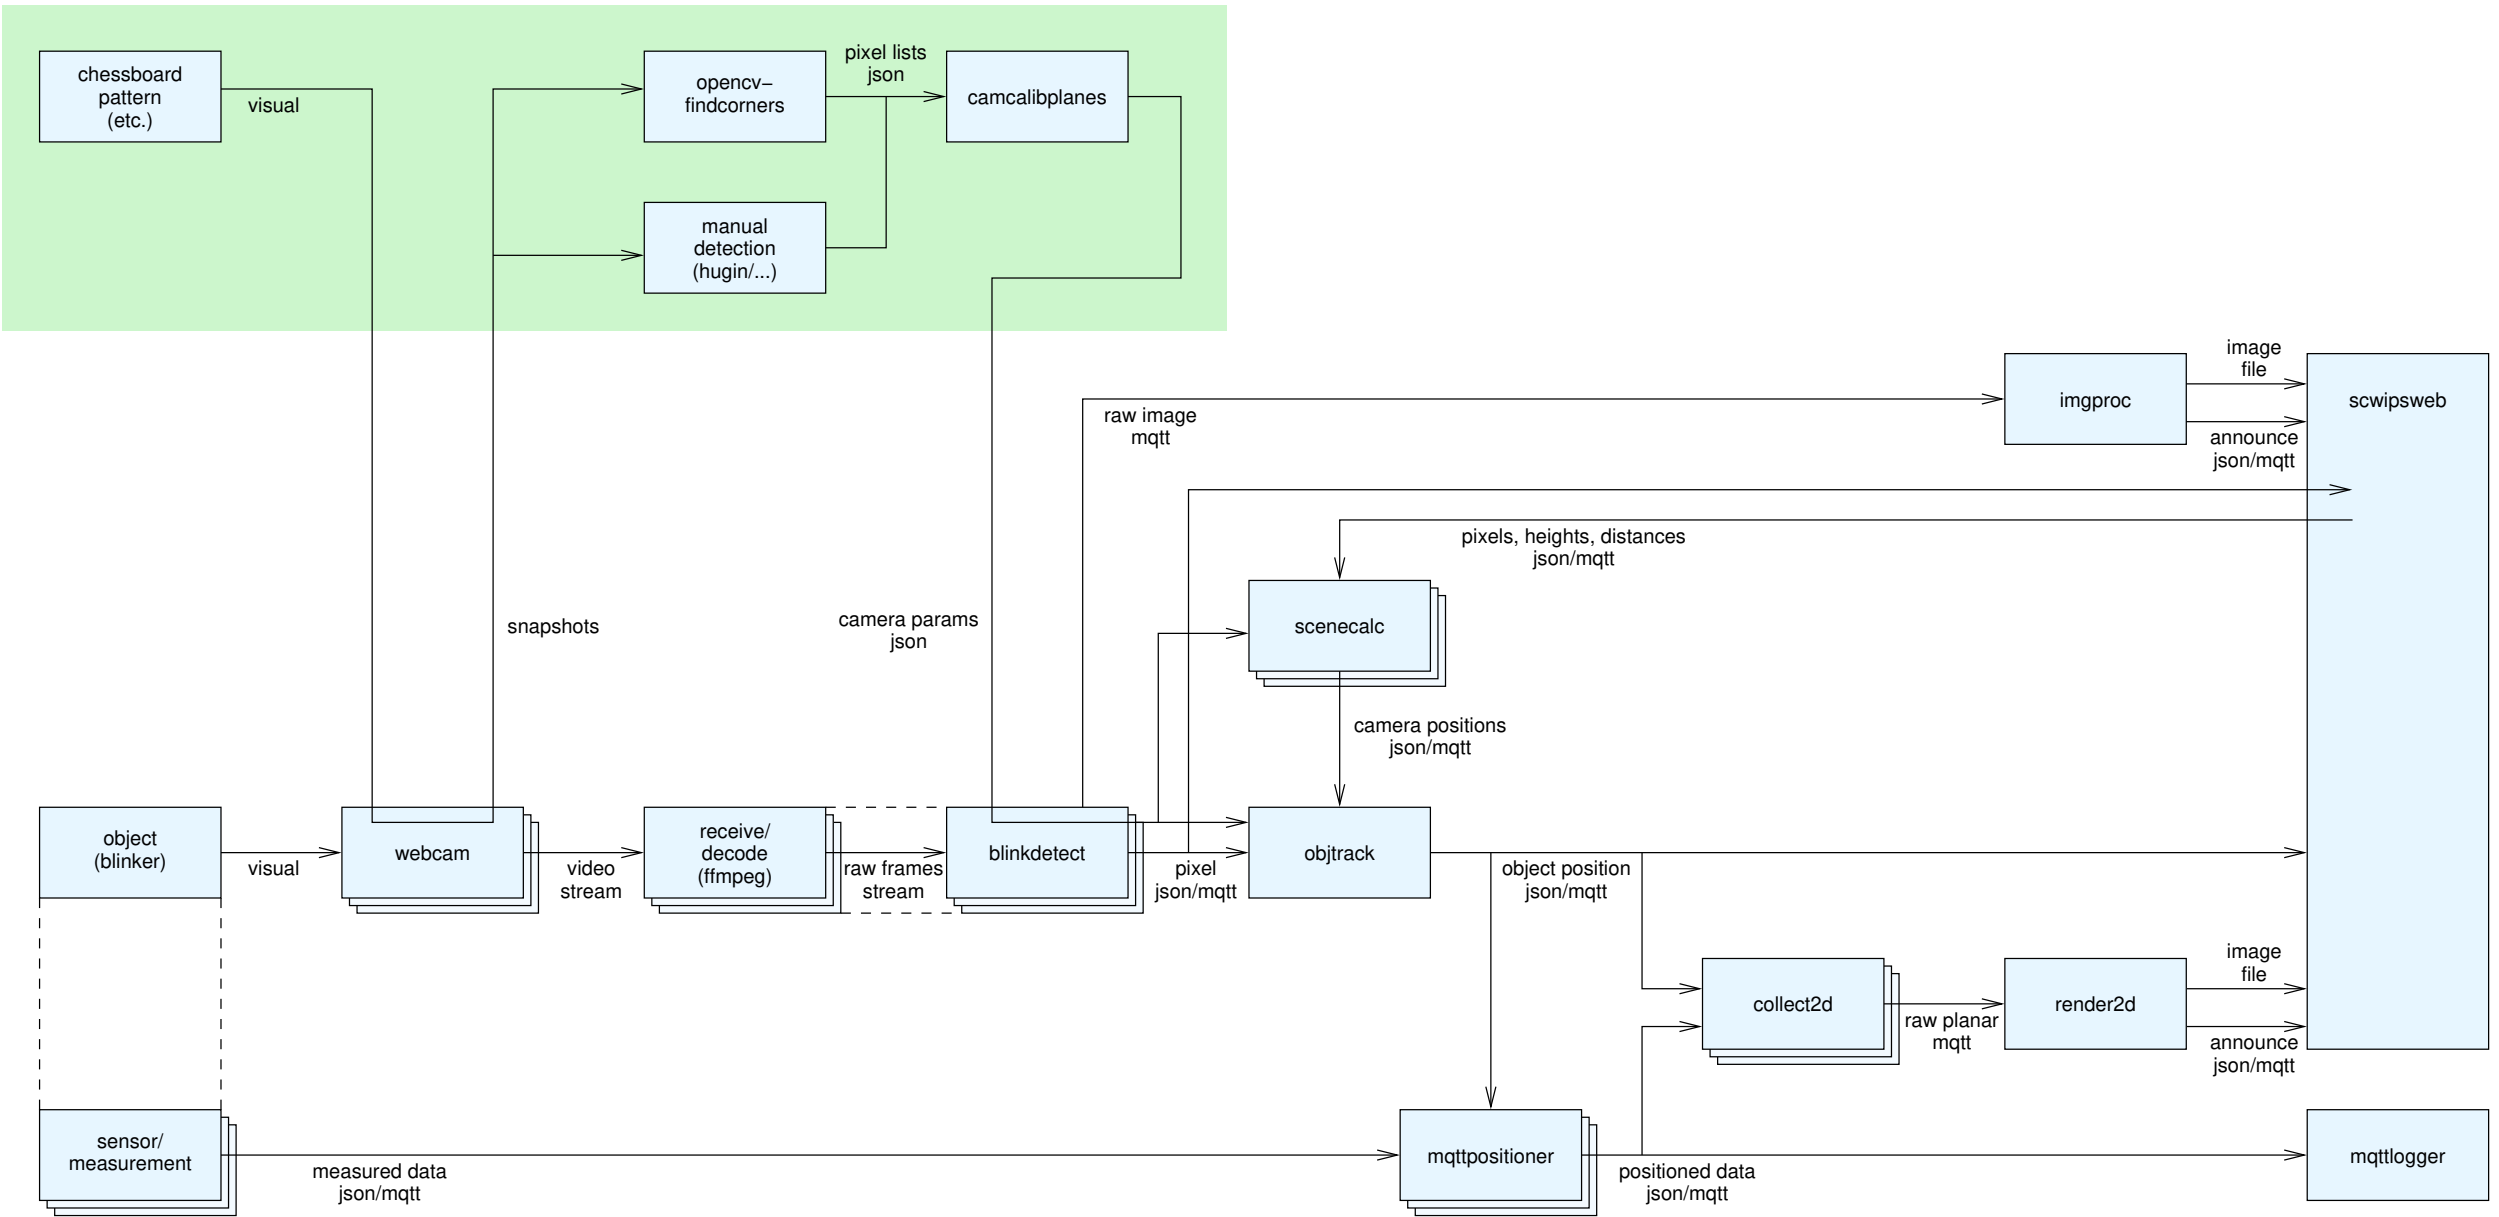 chessboard
pattern
(etc.)
visual
opencv–
findcorners
pixel lists
json
camcalibplanes
manual
detection
(hugin/...)
image
file
imgproc
scwipsweb
raw image
mqtt
announce
json/mqtt
pixels, heights, distances
json/mqtt
snapshots
camera params
json
scenecalc
camera positions
json/mqtt
object
(blinker)
visual
webcam
video
stream
receive/
decode
(ffmpeg)
raw frames
stream
blinkdetect
pixel
json/mqtt
objtrack
object position
json/mqtt
image
file
collect2d
raw planar
mqtt
render2d
announce
json/mqtt
sensor/
measurement
measured data
json/mqtt
mqttpositioner
positioned data
json/mqtt
mqttlogger